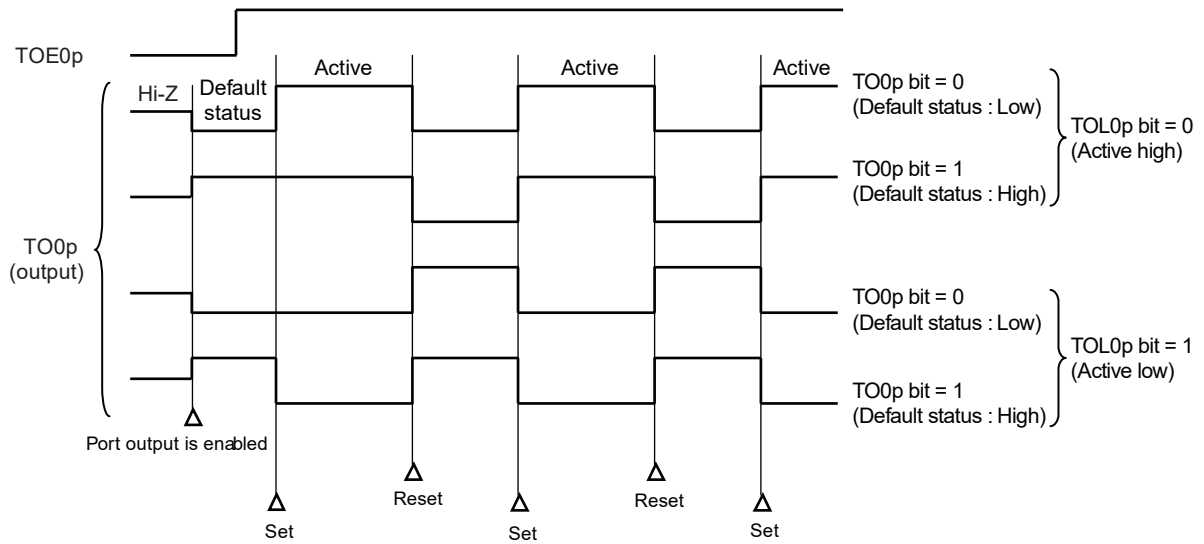 TOE0p
Active
Active
Active
Hi-Z
Default
status
TO0p bit = 0
(Default status : Low)
TOL0p bit = 0
(Active high)
TO0p bit = 1
(Default status : High)
TO0p
(output)
TO0p bit = 0
(Default status : Low)
TOL0p bit = 1
(Active low)
TO0p bit = 1
(Default status : High)
Port output is enabled
Reset
Reset
Set
Set
Set